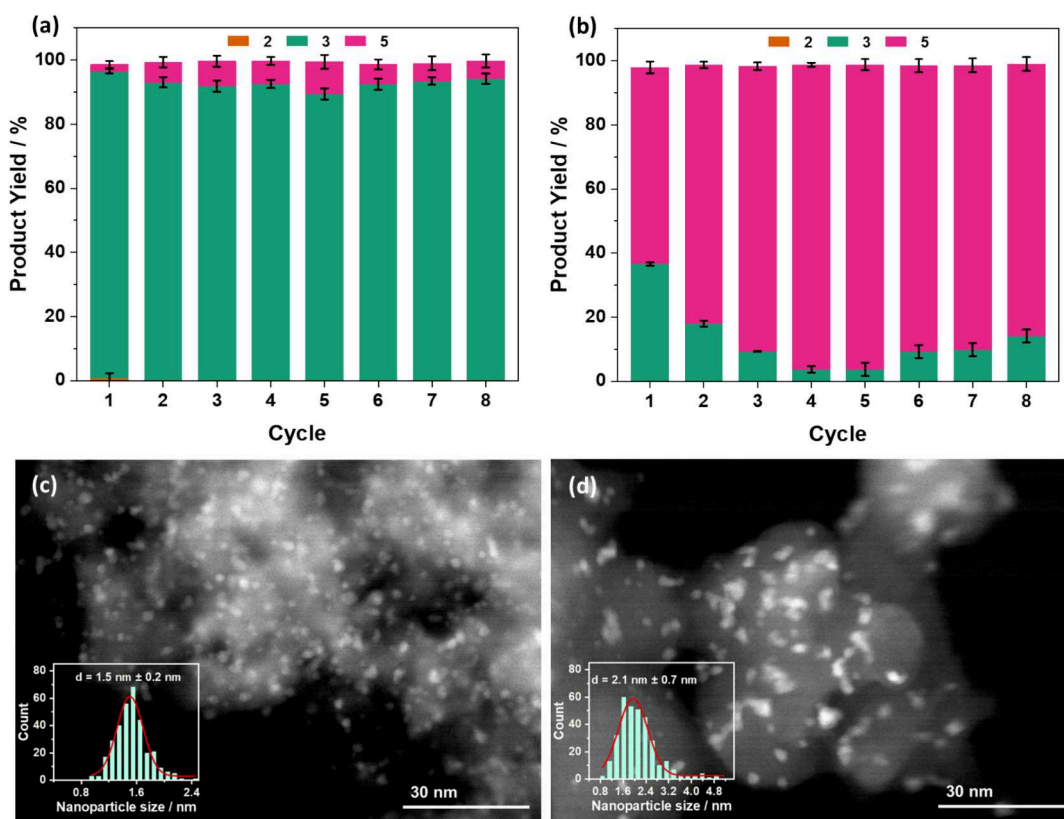 (a)
2 3 5
Product Yield / %
100
80
60
40
20
0
1 2 3 4 5 6 7 8
Cycle
(b)
2 3 5
Product Yield / %
100
80
60
40
20
0
1 2 3 4 5 6 7 8
Cycle
(c)
d = 1.5 nm ± 0.2 nm
Count
80
60
40
20
0
0.8 1.6 2.4
Nanoparticle size / nm
30 nm
(d)
d = 2.1 nm ± 0.7 nm
Count
80
60
40
20
0
0.8 1.6 2.4 3.2 4.0 4.8
Nanoparticle size / nm
30 nm